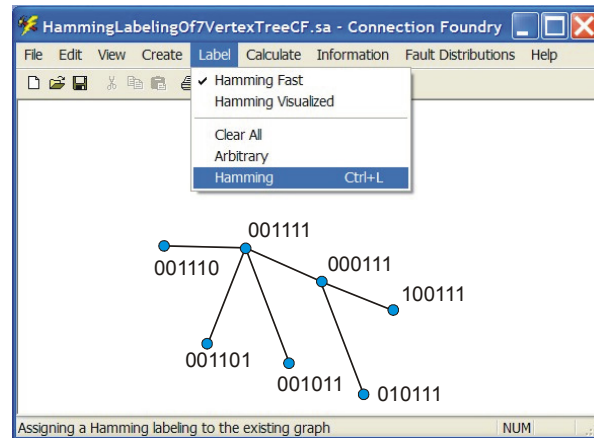 HammingLabelingOf7VertexTreeCF.sa - Connection Foundry
File Edit View Create Label Calculate Information Fault Distributions Help
Hamming Fast
Hamming Visualized
Clear All
Arbitrary
Hamming Ctrl+L
001111
001110
000111
100111
001101
001011
010111
Assigning a Hamming labeling to the existing graph NUM